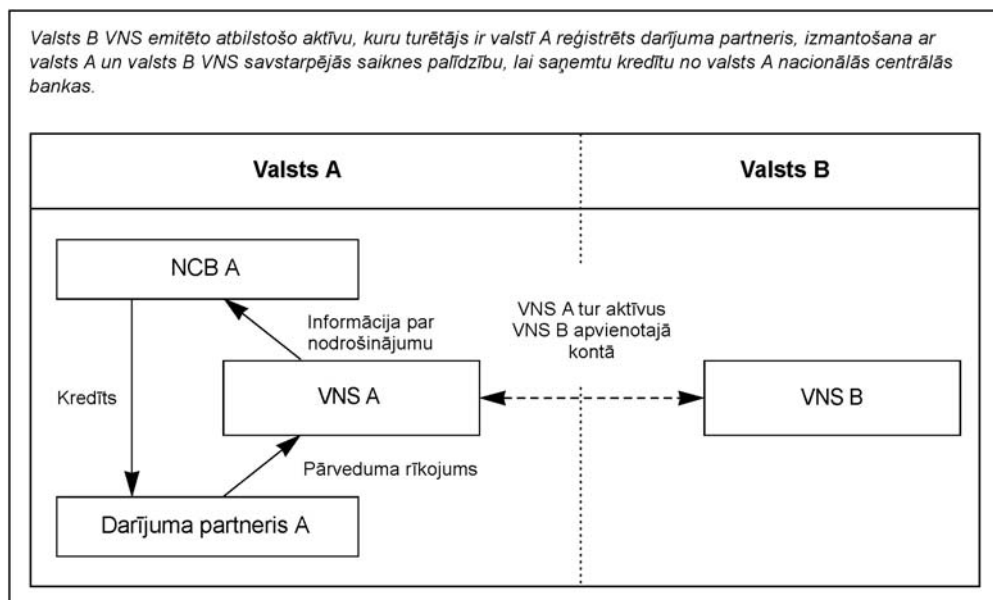 Valsts B VNS emitēto atbilstošo aktīvu, kuru turētājs ir valstī A reģistrēts darījuma partneris, izmantošana ar
valsts A un valsts B VNS savstarpējās saiknes palīdzību, lai saņemtu kredītu no valsts A nacionālās centrālās
bankas.
Valsts A
Valsts B
NCB A
Informācija par
nodrošinājumu
VNS A tur aktīvus
VNS B apvienotajā
kontā
Kredīts
VNS A
VNS B
Pārveduma rīkojums
Darījuma partneris A